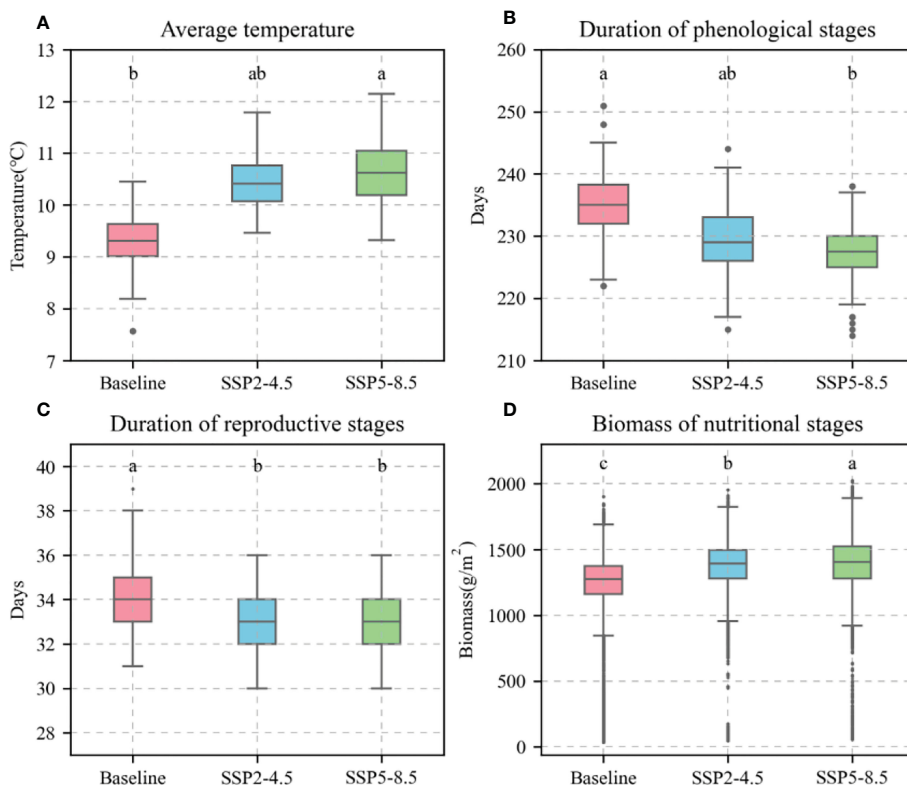 A
Average temperature
13
12
11
10
9
8
7
Temperature(℃)
b
ab
a
Baseline
SSP2-4.5
SSP5-8.5
B
Duration of phenological stages
260
250
240
230
220
210
Days
a
ab
b
Baseline
SSP2-4.5
SSP5-8.5
C
Duration of reproductive stages
40
38
36
34
32
30
28
Days
a
b
b
Baseline
SSP2-4.5
SSP5-8.5
D
Biomass of nutritional stages
2000
1500
1000
500
0
Biomass(g/m²)
c
b
a
Baseline
SSP2-4.5
SSP5-8.5